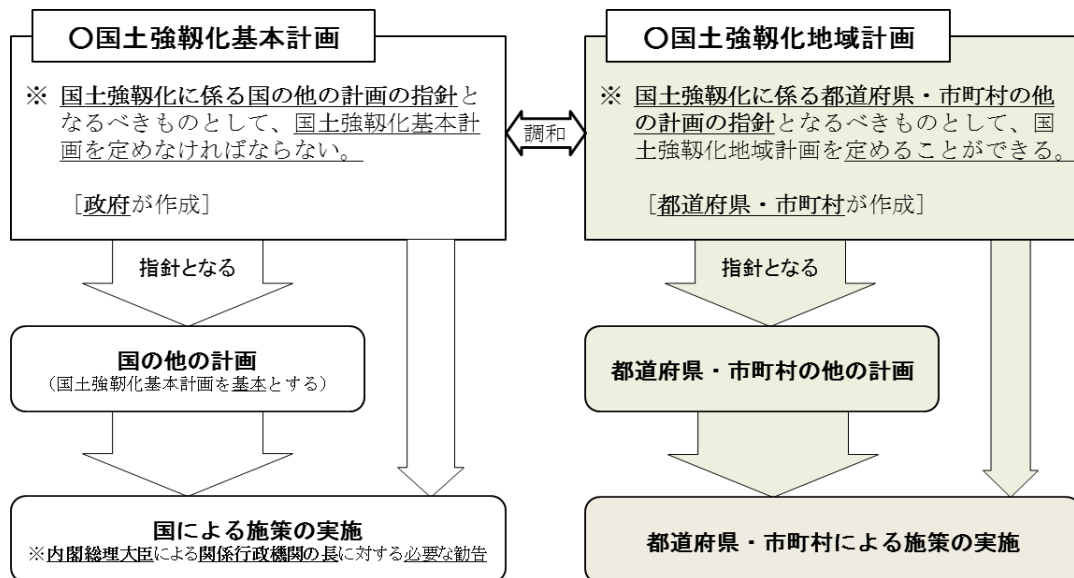 〇国土強靱化基本計画
※ 国土強靱化に係る国の他の計画の指針と
なるべきものとして、国土強靱化基本計
画を定めなければならない。
[政府が作成]
調和
〇国土強靱化地域計画
※ 国土強靱化に係る都道府県・市町村の他
の計画の指針となるべきものとして、国
土強靱化地域計画を定めることができる。
[都道府県・市町村が作成]
指針となる
国の他の計画
(国土強靱化基本計画を基本とする)
国による施策の実施
※内閣総理大臣による関係行政機関の長に対する必要な勧告
指針となる
都道府県・市町村の他の計画
都道府県・市町村による施策の実施